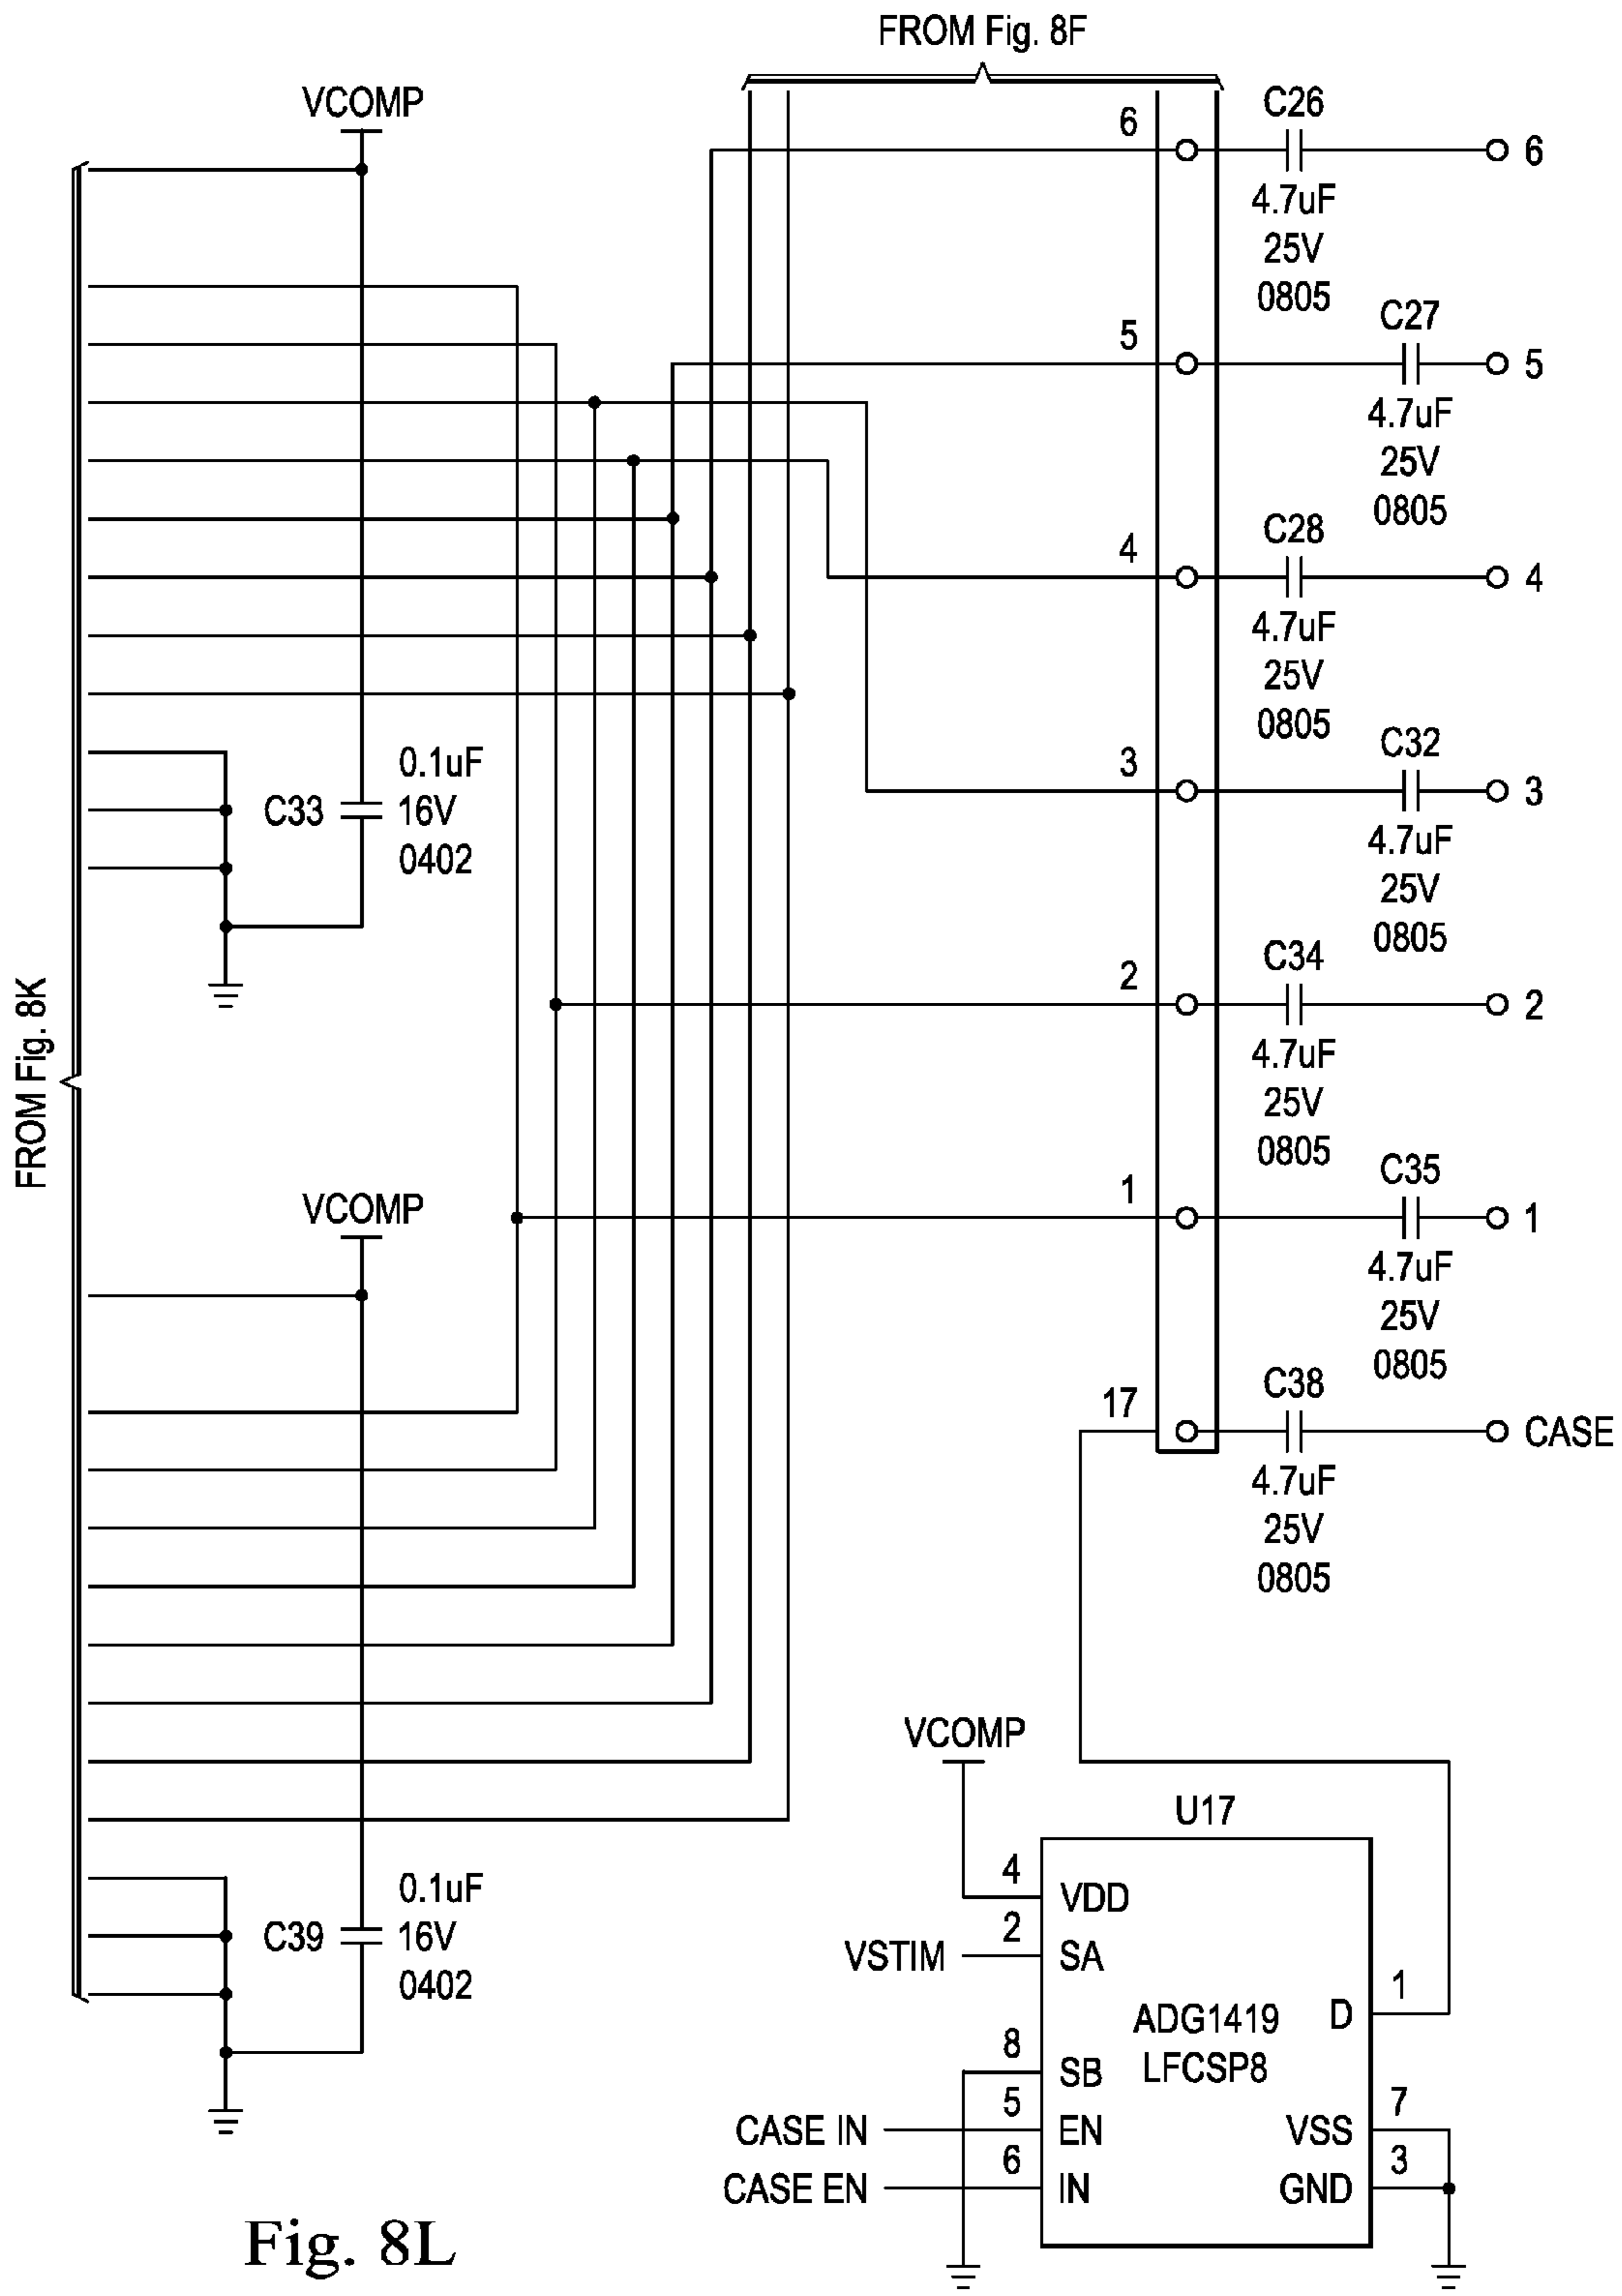 FROM Fig. 8F
VCOMP
6
C26
6
4.7uF
25V
0805
5
C27
5
4.7uF
25V
0805
4
C28
4
4.7uF
25V
0805
3
C32
3
4.7uF
25V
0805
C33
0.1uF
16V
0402
2
C34
2
4.7uF
25V
0805
FROM Fig. 8K
VCOMP
1
C35
1
4.7uF
25V
0805
17
C38
CASE
4.7uF
25V
0805
C39
0.1uF
16V
0402
VCOMP
U17
4
VDD
2
VSTIM
SA
ADG1419
LFCSP8
1
D
8
SB
5
CASE IN
EN
6
CASE EN
IN
7
VSS
3
GND
Fig. 8L